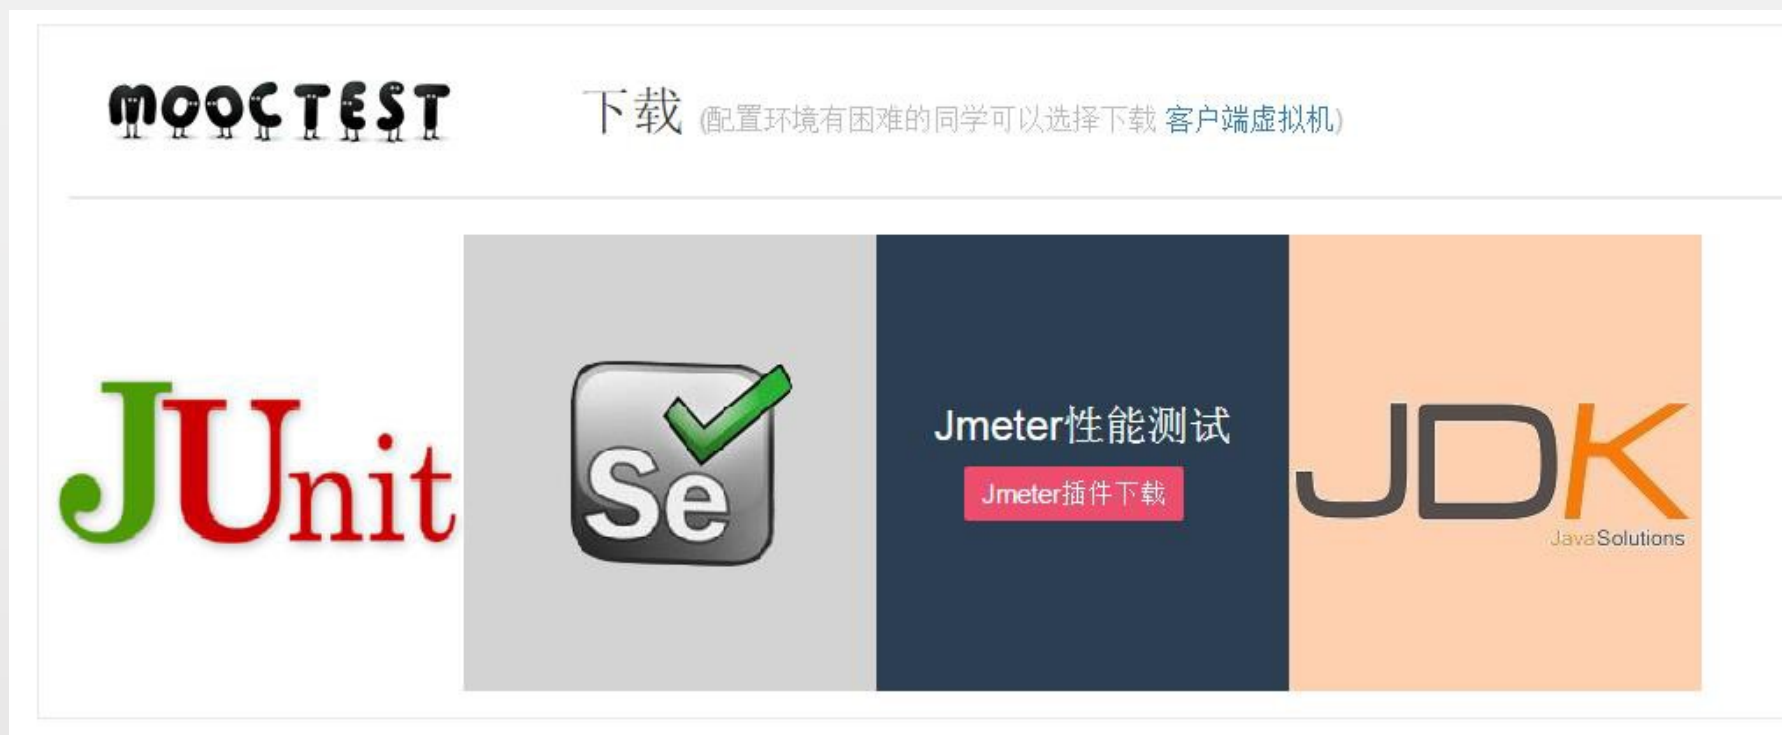 MOOCTEST
下载 (配置环境有困难的同学可以选择下载 客户端虚拟机)
JUnit
Se
Jmeter性能测试
Jmeter插件下载
JDK
JavaSolutions